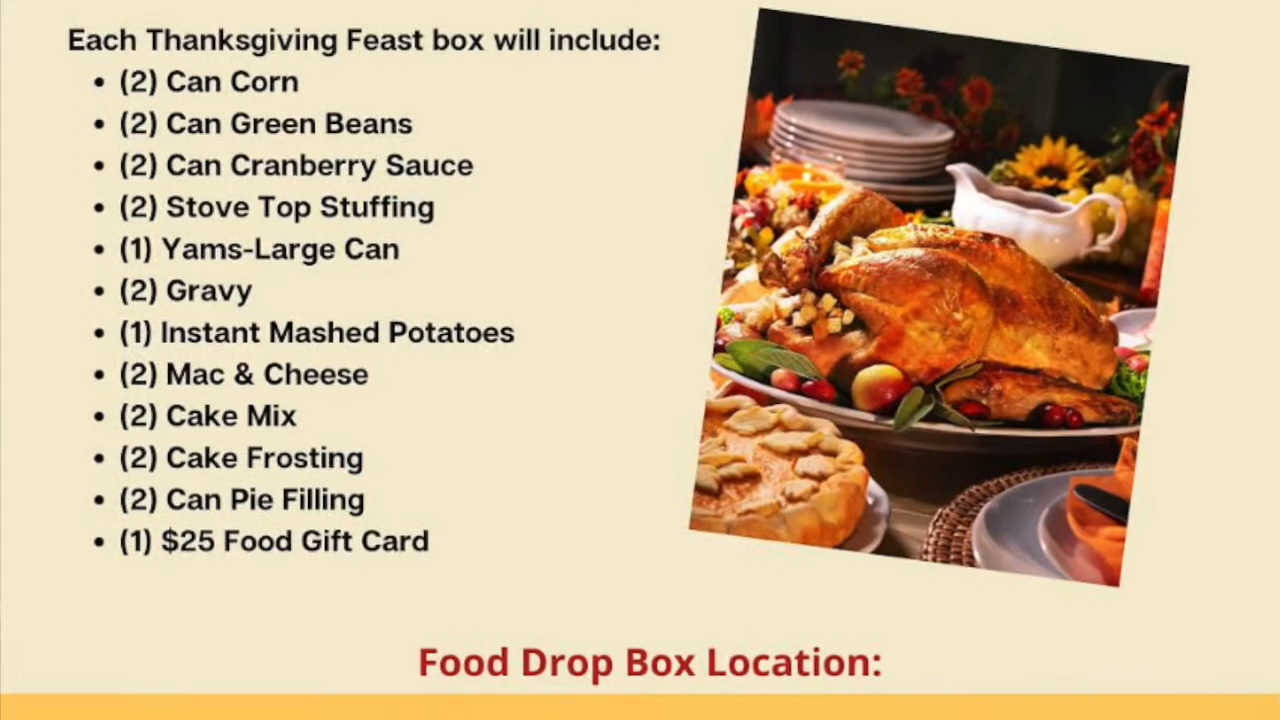 Each Thanksgiving Feast box will include:
• (2) Can Corn
• (2) Can Green Beans
• (2) Can Cranberry Sauce
• (2) Stove Top Stuffing
• (1) Yams-Large Can
• (2) Gravy
• (1) Instant Mashed Potatoes
• (2) Mac & Cheese
• (2) Cake Mix
• (2) Cake Frosting
• (2) Can Pie Filling
• (1) $25 Food Gift Card
Food Drop Box Location: